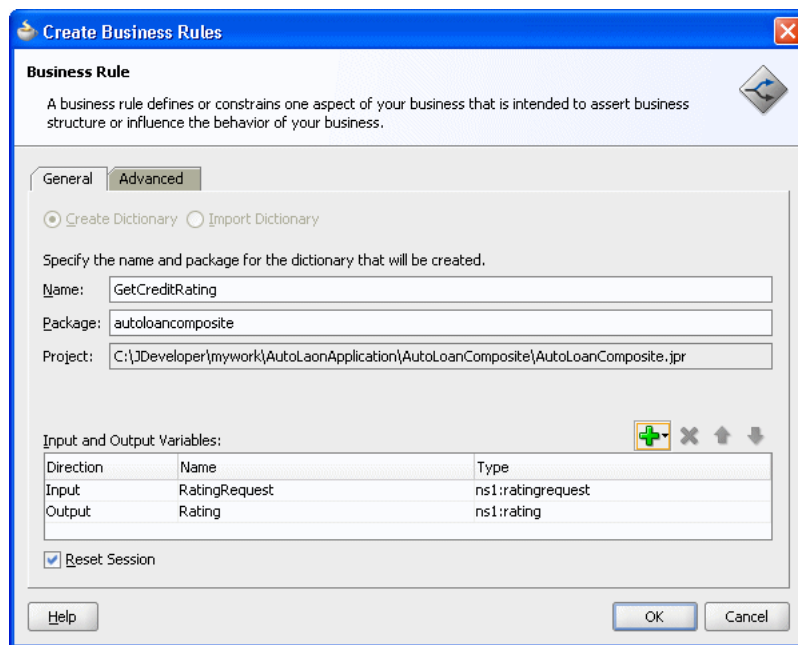 Create Business Rules
Business Rule
A business rule defines or constrains one aspect of your business that is intended to assert business
structure or influence the behavior of your business.
General Advanced
Create Dictionary Import Dictionary
Specify the name and package for the dictionary that will be created.
Name: GetCreditRating
Package: autoloancomposite
Project: C:\JDeveloper\mywork\AutoLaonApplication\AutoLoanComposite\AutoLoanComposite.jpr
Input and Output Variables:
Direction Name Type
Input RatingRequest ns1:ratingrequest
Output Rating ns1:rating
Reset Session
Help OK Cancel